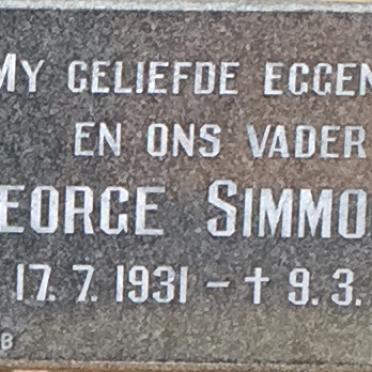 MY GELIEFDE EGGEN
EN ONS VADER
EORGE SIMMO
17.7.1931 – † 9.3.
B